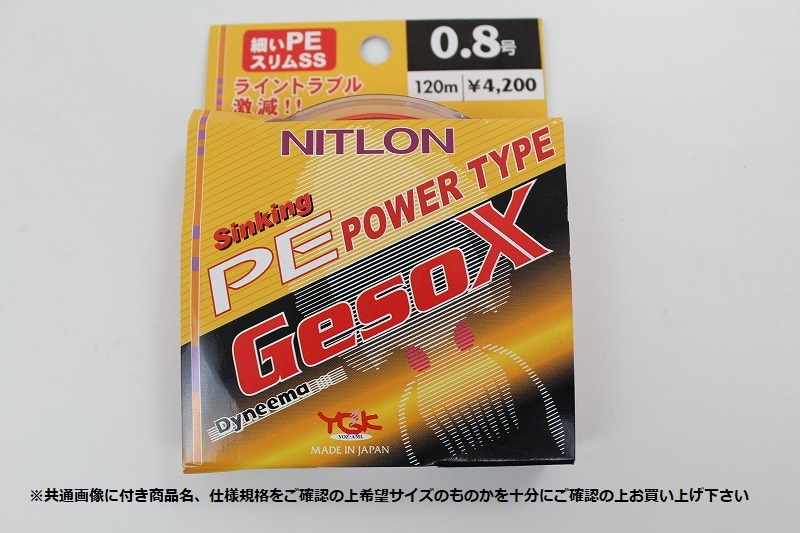 細いPE
スリムSS
0.8号
ライントラブル
激減!!
120m ¥4,200
NITLON
Sinking
PE POWER TYPE
GesoX
Dyneema
YGK
YOZ-AMI
MADE IN JAPAN
※共通画像に付き商品名、仕様規格をご確認の上希望サイズのものかを十分にご確認の上お買い上げ下さい